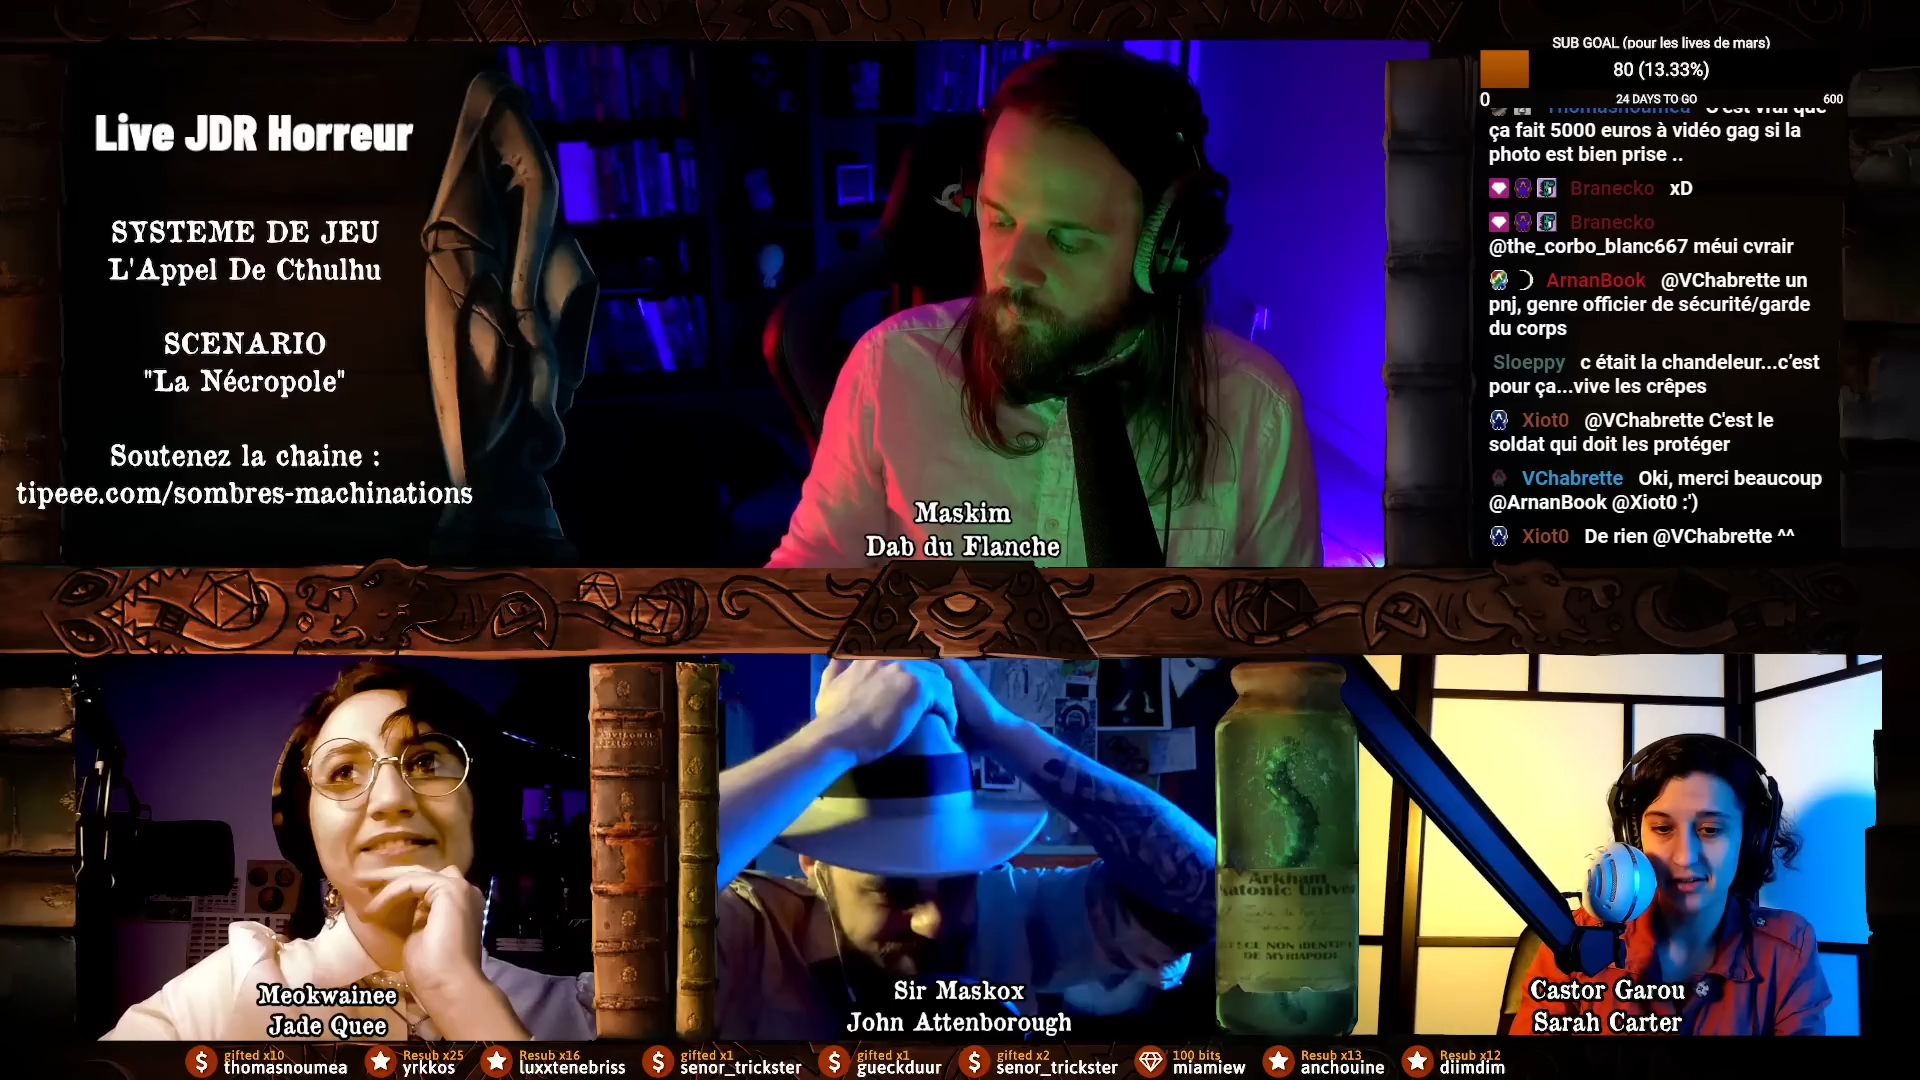 Live JDR Horreur
SYSTEME DE JEU
L'Appel De Cthulhu
SCENARIO
"La Nécropole"
Soutenez la chaine :
tipeee.com/sombres-machinations
Maskim
Dab du Flanche
SUB GOAL (pour les lives de mars)
80 (13.33%)
0
24 DAYS TO GO
600
Thomasnoumea C'est vrai que
ça fait 5000 euros à vidéo gag si la
photo est bien prise ..
Branecko xD
Branecko
@the_corbo_blanc667 méui cvrair
ArnanBook @VChabrette un
pnj, genre officier de sécurité/garde
du corps
Sloeppy c était la chandeleur...c’est
pour ça...vive les crêpes
Xiot0 @VChabrette C'est le
soldat qui doit les protéger
VChabrette Oki, merci beaucoup
@ArnanBook @Xiot0 :')
Xiot0 De rien @VChabrette ^^
Meokwainee
Jade Quee
Sir Maskox
John Attenborough
Arkham
Castor Garou
Sarah Carter
gifted x10
thomasnoumea
Resub x25
yrkkos
Resub x16
luxxtenebriss
gifted x1
senor_trickster
gifted x1
gueckduur
gifted x2
senor_trickster
100 bits
miamiew
Resub x13
anchouine
Resub x12
diimdim